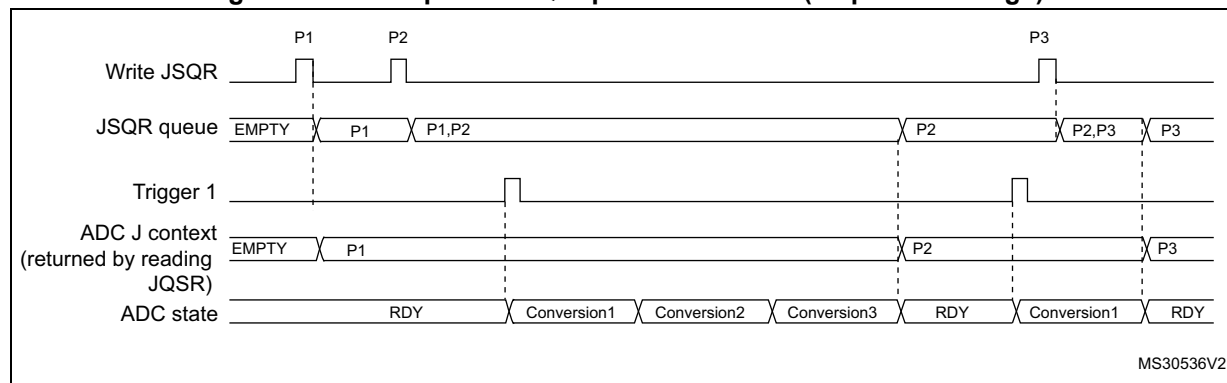 P1 P2 P3
Write JSQR
JSQR queue EMPTY P1 P1,P2 P2 P2,P3 P3
Trigger 1
ADC J context
(returned by reading
JQSR)
EMPTY P1 P2 P3
ADC state RDY Conversion1 Conversion2 Conversion3 RDY Conversion1 RDY
MS30536V2